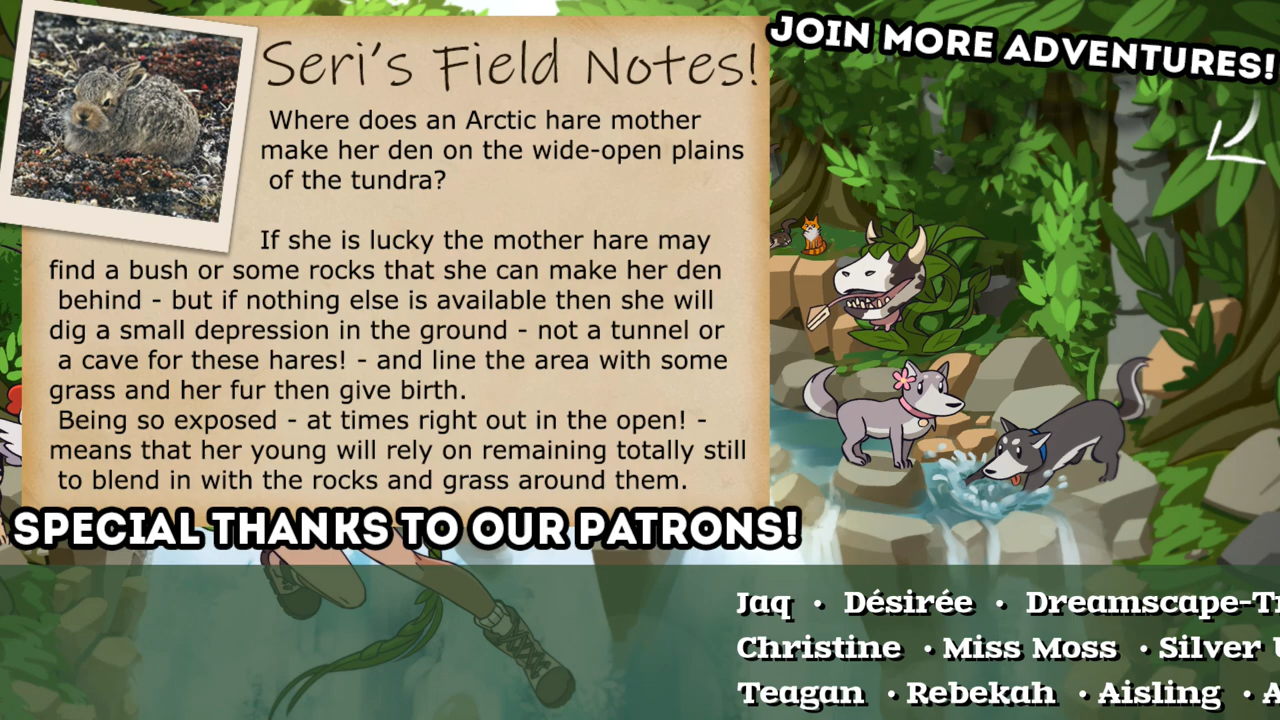 Seri's Field Notes!
JOIN MORE ADVENTURES!
Where does an Arctic hare mother
make her den on the wide-open plains
of the tundra?
If she is lucky the mother hare may
find a bush or some rocks that she can make her den
behind - but if nothing else is available then she will
dig a small depression in the ground - not a tunnel or
a cave for these hares! - and line the area with some
grass and her fur then give birth.
Being so exposed - at times right out in the open! -
means that her young will rely on remaining totally still
to blend in with the rocks and grass around them.
SPECIAL THANKS TO OUR PATRONS!
Jaq • Désirée •
Christine • Miss Moss • Silver
Teagan • Rebekah • Aisling •